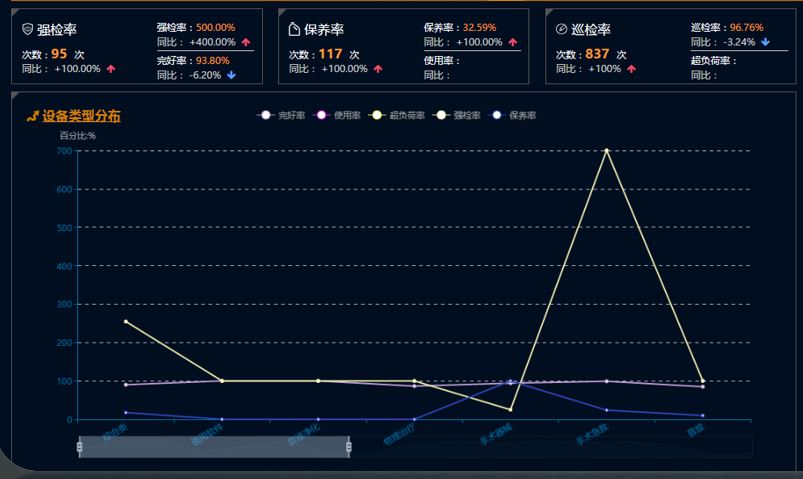 强检率
次数：95 次
同比： +100.00%
强检率：500.00%
同比： +400.00%
完好率：93.80%
同比： -6.20%
保养率
次数：117 次
同比： +100.00%
保养率：32.59%
同比： +100.00%
使用率：
同比：
巡检率
次数：837 次
同比： +100%
巡检率：96.76%
同比： -3.24%
超负荷率：
同比：
设备类型分布
完好率 使用率 超负荷率 强检率 保养率
百分比:%
700
600
500
400
300
200
100
0
综合类 医用软件 血液净化 物理治疗 手术器械 手术急救 普放